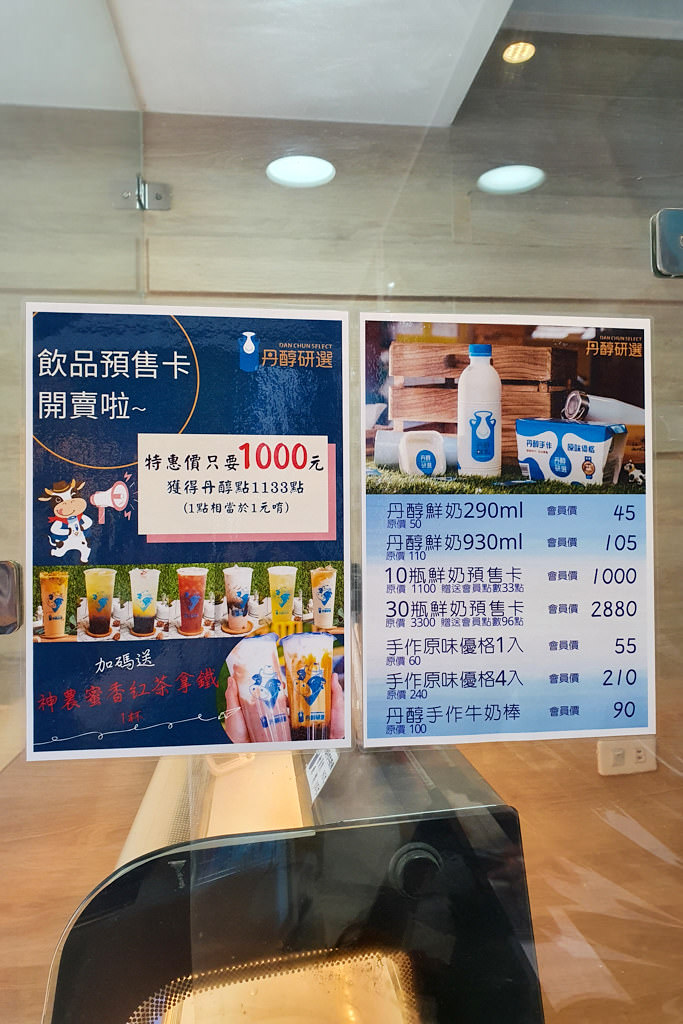 飲品預售卡
開賣啦~
DAN CHUN SELECT
丹醇研選
特惠價只要1000元
獲得丹醇點1133點
(1點相當於1元唷)
加碼送
神農蜜香紅茶拿鐵
1杯
DAN CHUN SELECT
丹醇研選
丹醇手作
原味優格
丹醇鮮奶290ml 會員價 45
原價 50
丹醇鮮奶930ml 會員價 105
原價 110
10瓶鮮奶預售卡 會員價 1000
原價 1100 贈送會員點數33點
30瓶鮮奶預售卡 會員價 2880
原價 3300 贈送會員點數96點
手作原味優格1入 會員價 55
原價 60
手作原味優格4入 會員價 210
原價 240
丹醇手作牛奶棒 會員價 90
原價 100